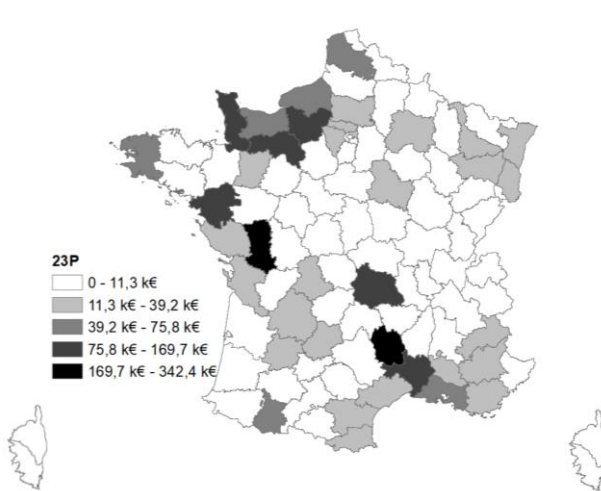 23P
0 - 11,3 k€
11,3 k€ - 39,2 k€
39,2 k€ - 75,8 k€
75,8 k€ - 169,7 k€
169,7 k€ - 342,4 k€